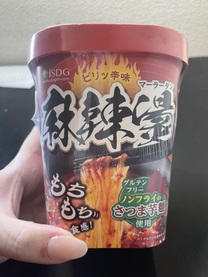 ISDG
ピリッ辛味
マーラータン
麻辣湯
もち
もち
食感!
グルテン
フリー
ノンフライの
さつま芋麺
使用